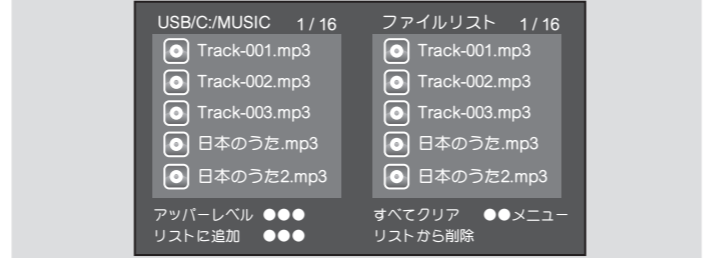 USB/C:/MUSIC 1 / 16
Track-001.mp3
Track-002.mp3
Track-003.mp3
日本のうた.mp3
日本のうた2.mp3
アッパーレベル ●●●
リストに追加 ●●●
ファイルリスト 1 / 16
Track-001.mp3
Track-002.mp3
Track-003.mp3
日本のうた.mp3
日本のうた2.mp3
すべてクリア ●●メニュー
リストから削除